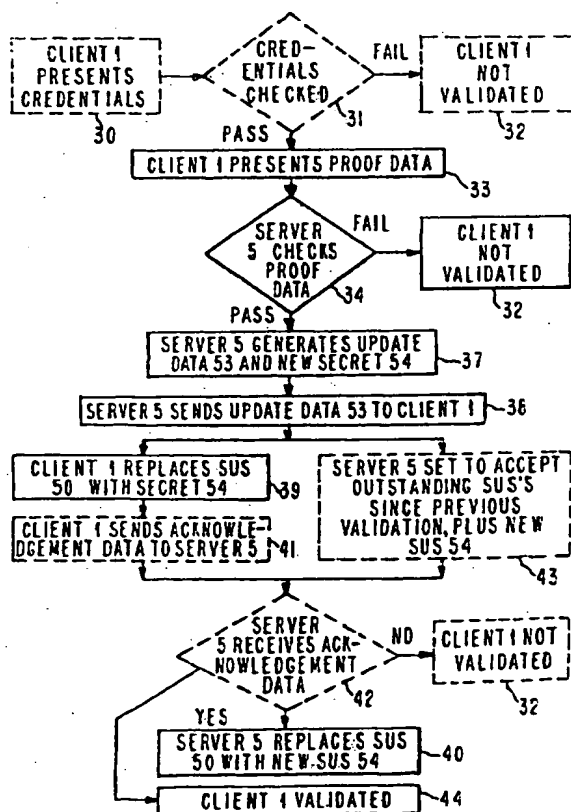 CLIENT 1
PRESENTS
CREDENTIALS
30
CRED-
ENTIALS
CHECKED
31
FAIL
CLIENT 1
NOT
VALIDATED
32
PASS
CLIENT 1 PRESENTS PROOF DATA
33
SERVER
5 CHECKS
PROOF
DATA
34
FAIL
CLIENT 1
NOT
VALIDATED
32
PASS
SERVER 5 GENERATES UPDATE
DATA 53 AND NEW SECRET 54
37
SERVER 5 SENDS UPDATE DATA 53 TO CLIENT 1
38
CLIENT 1 REPLACES SUS
50 WITH SECRET 54
39
CLIENT 1 SENDS ACKNOWLE-
DGEMENT DATA TO SERVER 5
41
SERVER 5 SET TO ACCEPT
OUTSTANDING SUS'S
SINCE PREVIOUS
VALIDATION, PLUS NEW
SUS 54
43
SERVER
5 RECEIVES ACK-
NOWLEDGEMENT
DATA
42
NO
CLIENT 1 NOT
VALIDATED
32
YES
SERVER 5 REPLACES SUS
50 WITH NEW SUS 54
40
CLIENT 1 VALIDATED
44